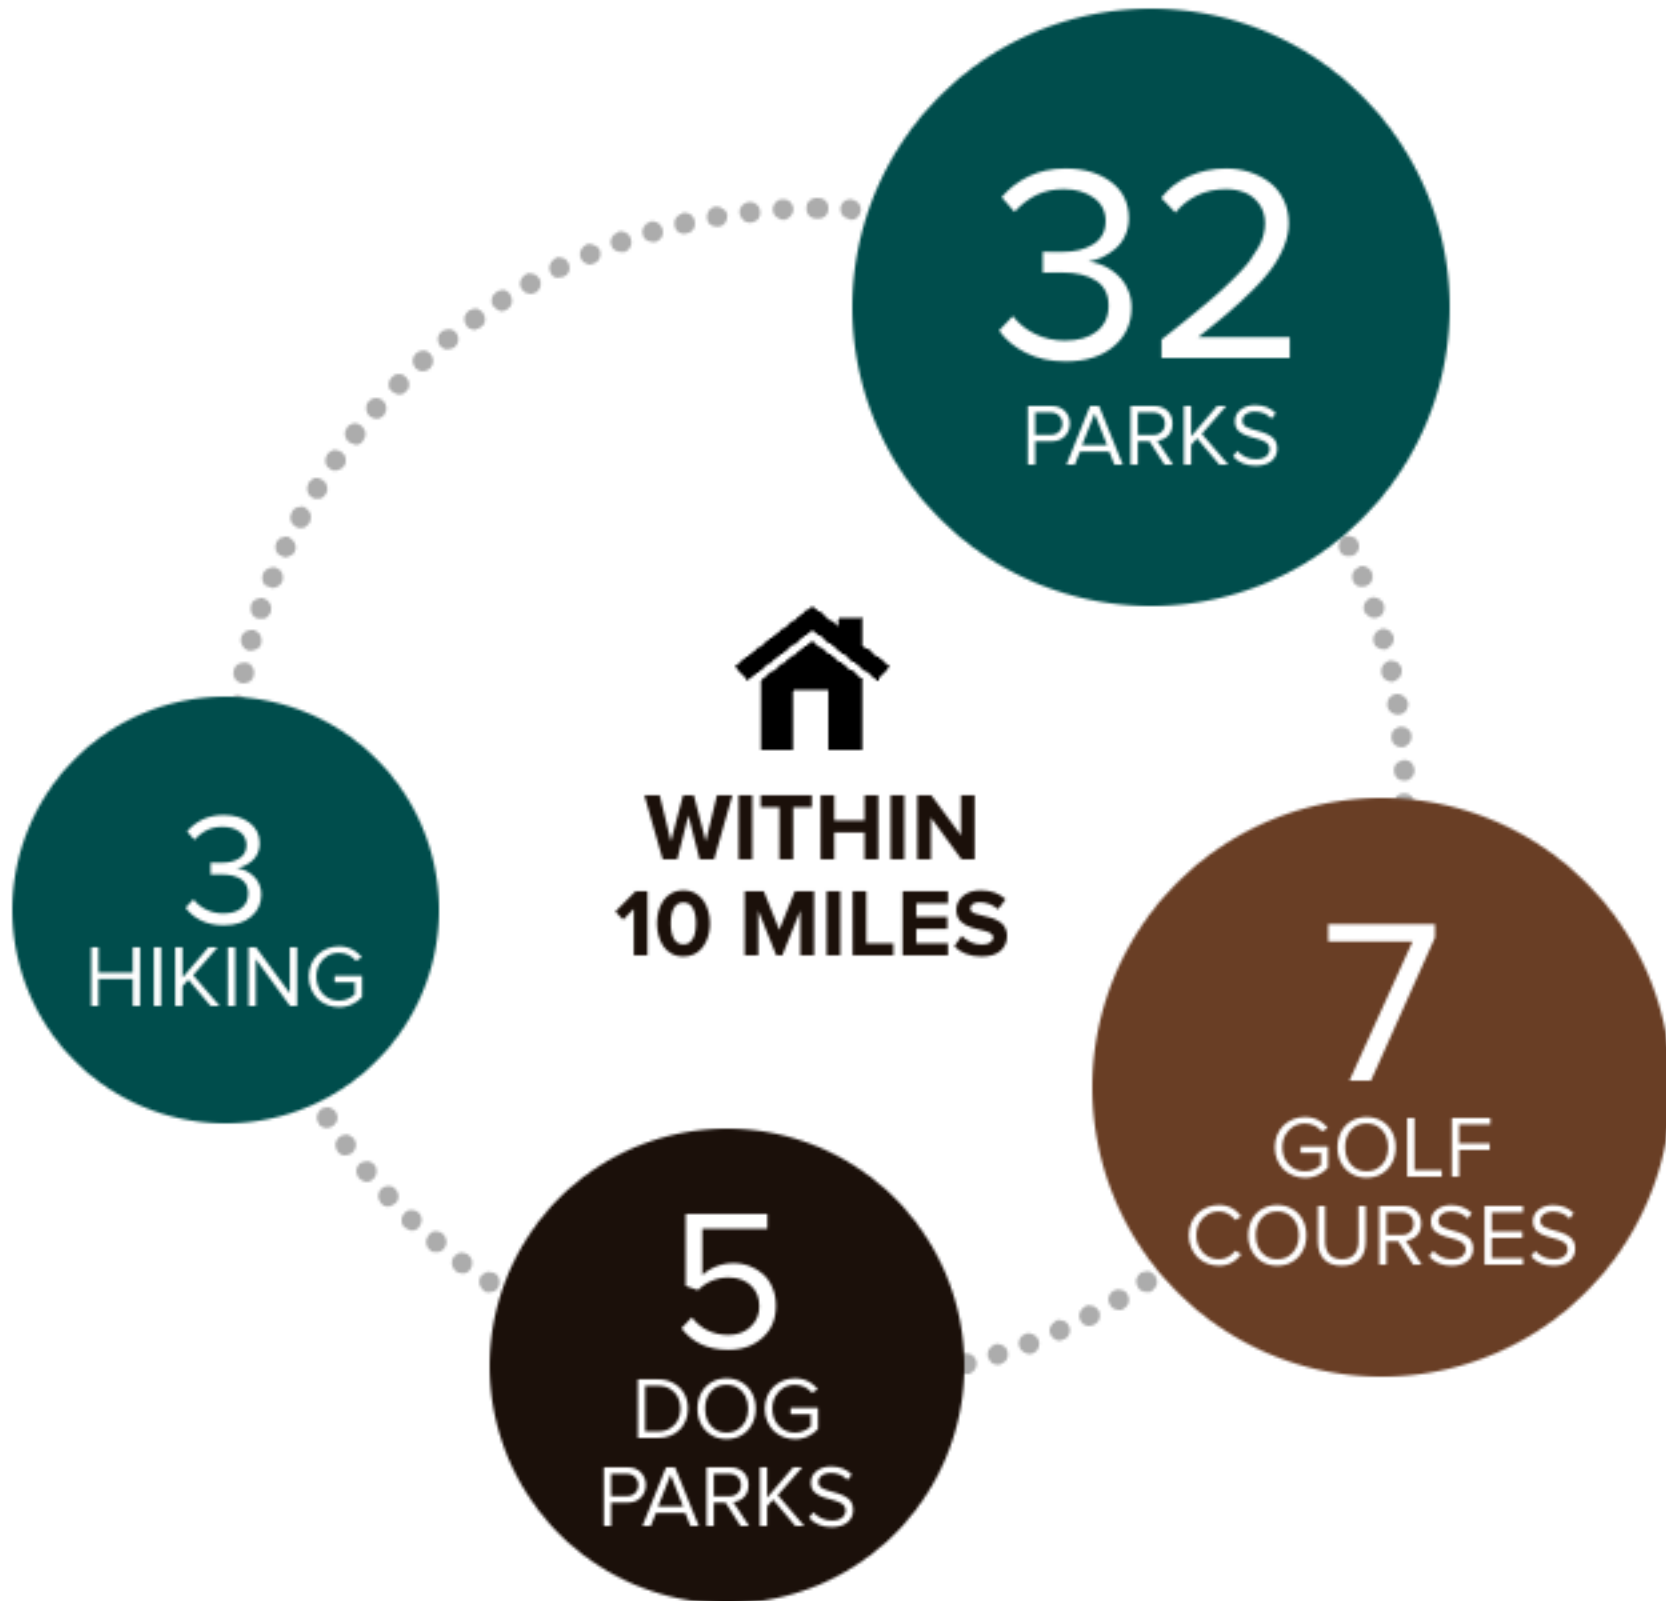 32
PARKS
WITHIN
10 MILES
3
HIKING
7
GOLF
COURSES
5
DOG
PARKS